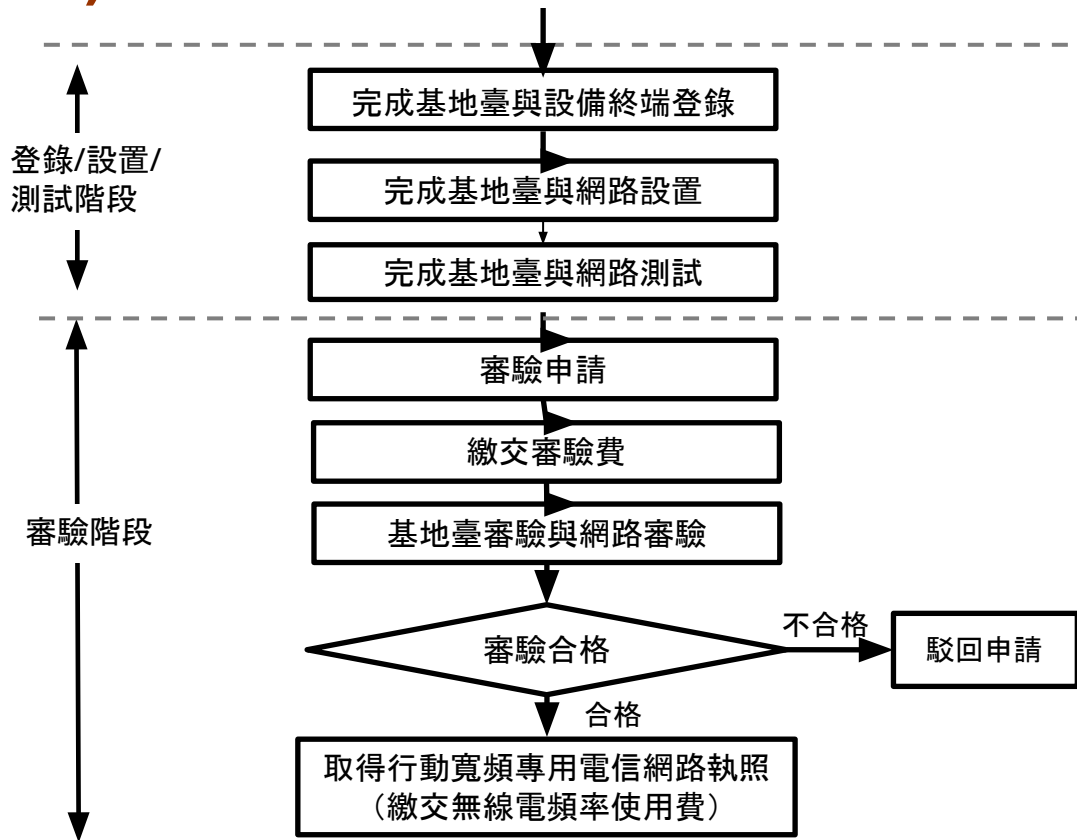 完成基地臺與設備終端登錄
登錄/設置/
測試階段
完成基地臺與網路設置
完成基地臺與網路測試
審驗申請
繳交審驗費
審驗階段
基地臺審驗與網路審驗
審驗合格
不合格
駁回申請
合格
取得行動寬頻專用電信網路執照
（繳交無線電頻率使用費）